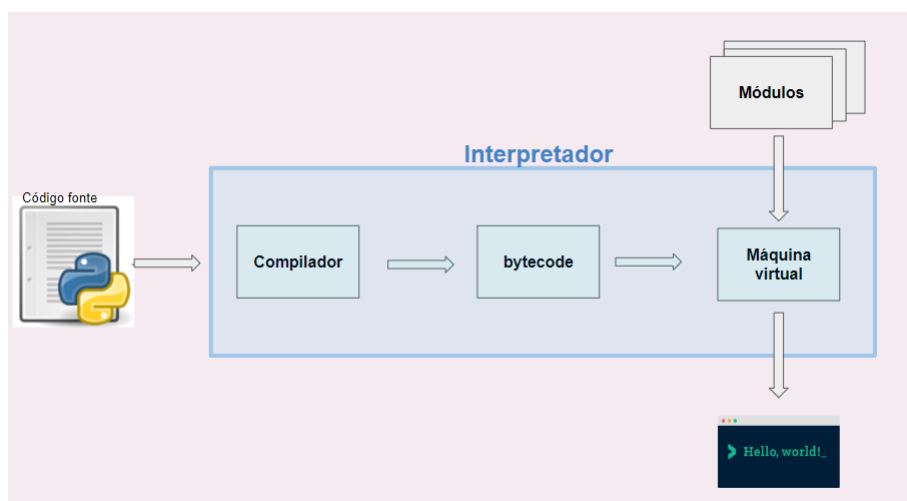 Módulos
Interpretador
Código fonte
Compilador
bytecode
Máquina
virtual
Hello, world!_